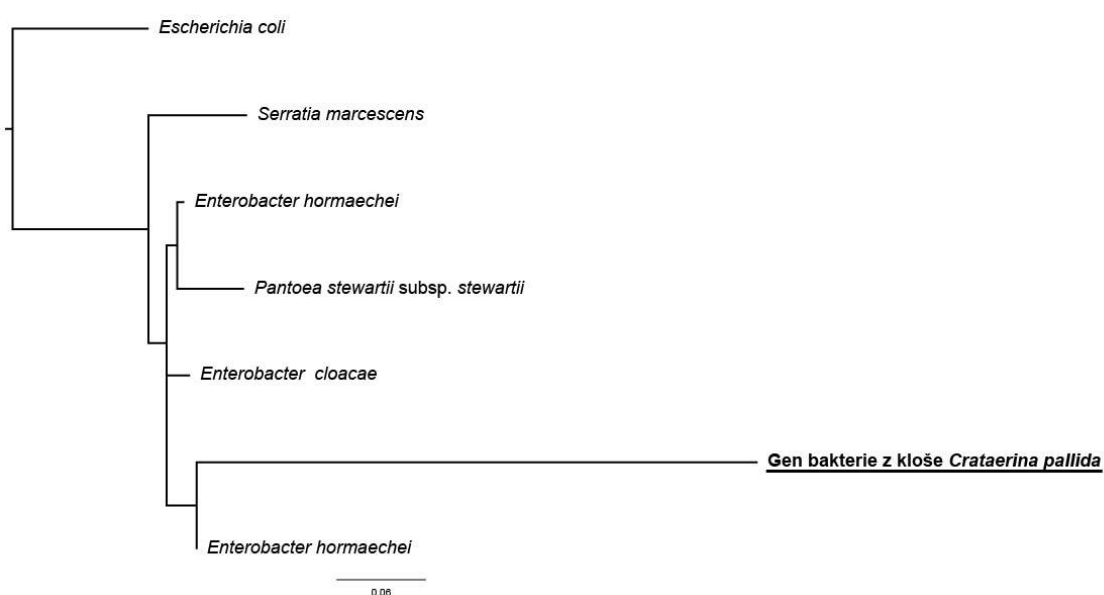 Escherichia coli
Serratia marcescens
Enterobacter hormaechei
Pantoea stewartii subsp. stewartii
Enterobacter cloacae
Gen bakterie z kloše Crataerina pallida
Enterobacter hormaechei
0.06